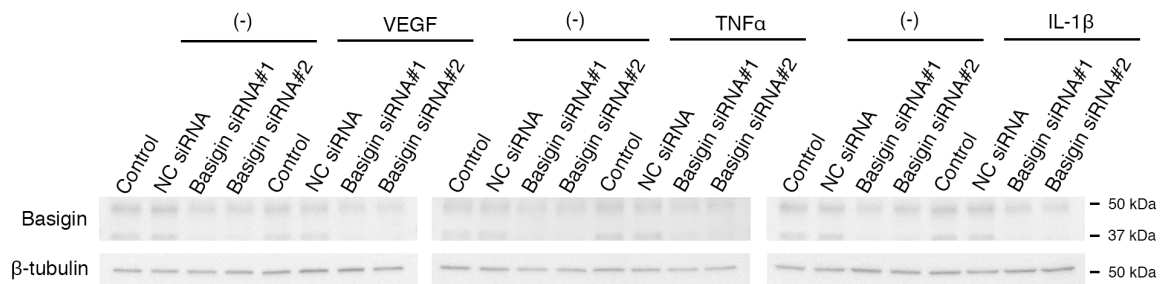 (-) VEGF (-) TNFα (-) IL-1β
Control NC siRNA Basigin siRNA#1 Basigin siRNA#2 Control NC siRNA Basigin siRNA#1 Basigin siRNA#2 Control NC siRNA Basigin siRNA#1 Basigin siRNA#2 Control NC siRNA Basigin siRNA#1 Basigin siRNA#2 Control NC siRNA Basigin siRNA#1 Basigin siRNA#2 Control NC siRNA Basigin siRNA#1 Basigin siRNA#2
50 kDa
Basigin
37 kDa
β-tubulin 50 kDa